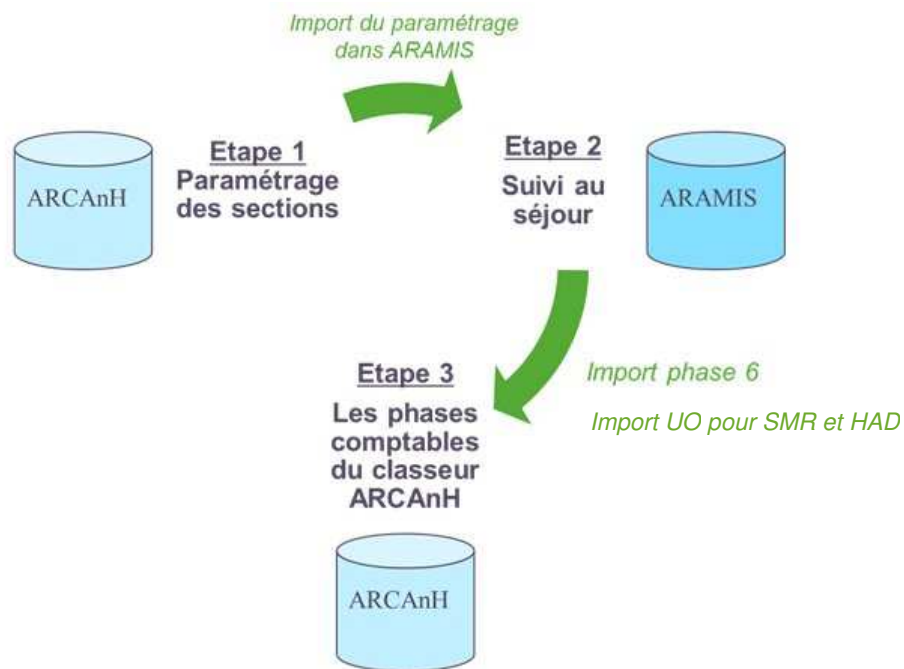 Import du paramétrage
dans ARAMIS
ARCAnH
Etape 1
Paramétrage
des sections
Etape 2
Suivi au
séjour
ARAMIS
Etape 3
Les phases
comptables
du classeur
ARCAnH
Import phase 6
Import UO pour SMR et HAD
ARCAnH